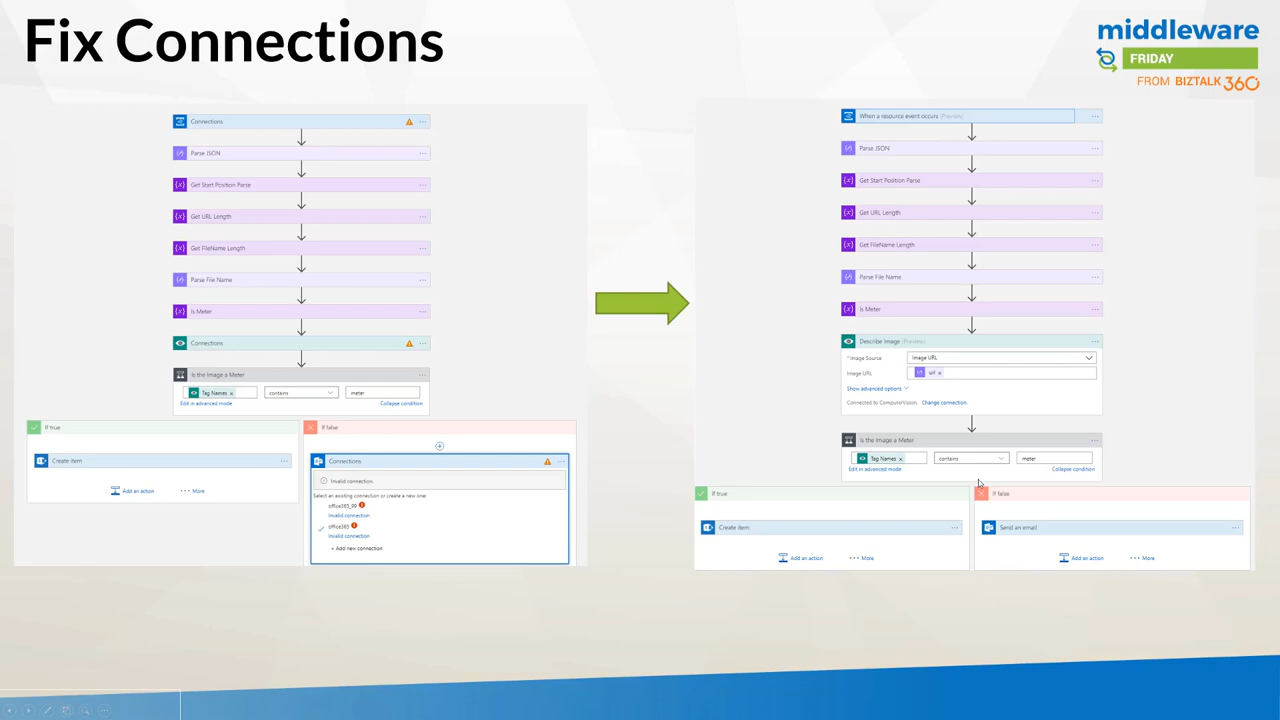 Fix Connections
middleware
FRIDAY
FROM BIZTALK 360
Connections
Parse JSON
Get Start Position Parse
Get URL Length
Get FileName Length
Parse File Name
Is Meter
Connections
Is the Image a Meter
Tag Names x contains meter
Edit in advanced mode Collapse condition
If true
Create item
Add an action More
If false
Connections
Invalid connection.
Select an existing connection or create a new one:
office365_99
Invalid connection
office365
Invalid connection
+ Add new connection
When a resource event occurs (Preview)
Parse JSON
Get Start Position Parse
Get URL Length
Get FileName Length
Parse File Name
Is Meter
Describe Image (Preview)
* Image Source Image URL
Image URL url x
Show advanced options
Connected to ComputerVision. Change connection.
Is the Image a Meter
Tag Names x contains meter
Edit in advanced mode Collapse condition
If true
Create item
Add an action More
If false
Send an email
Add an action More